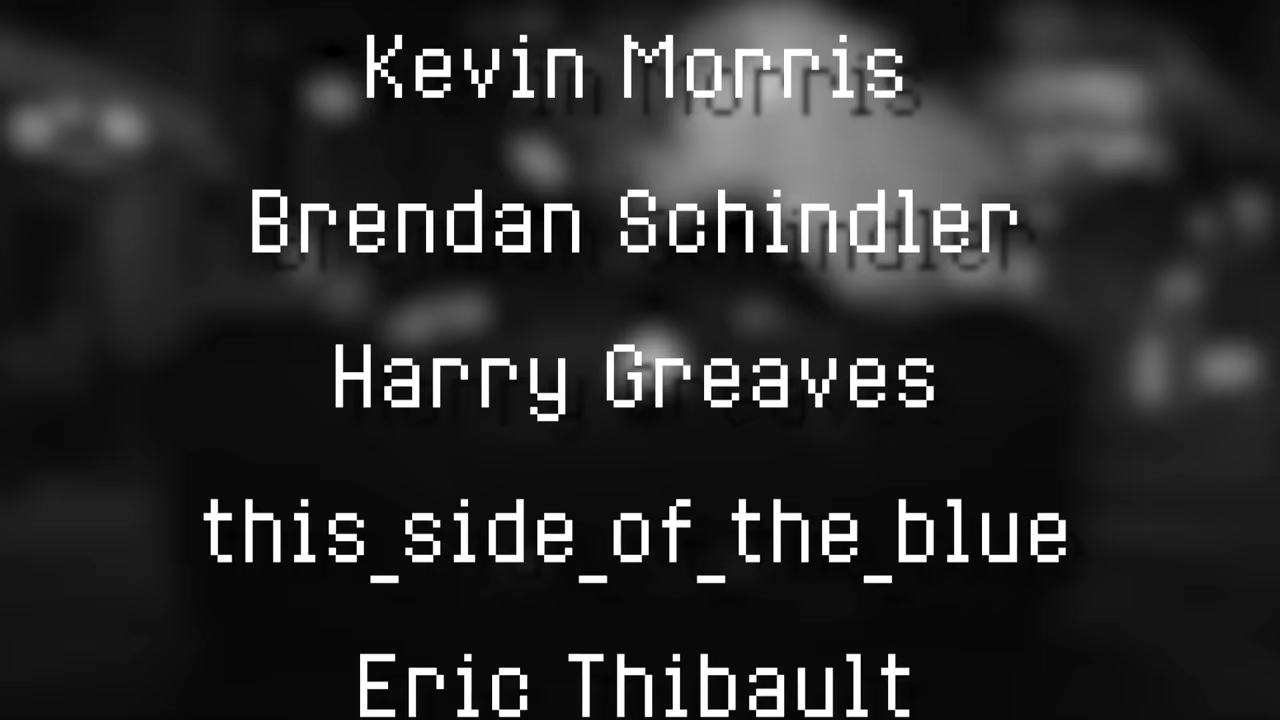 Kevin Morris
Brendan Schindler
Harry Greaves
this_side_of_the_blue
Eric Thibault